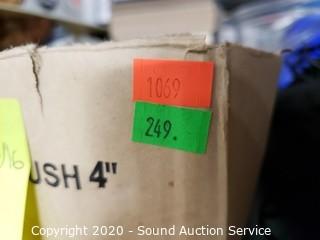 1069
249.
USH 4"
Copyright 2020 - Sound Auction Service